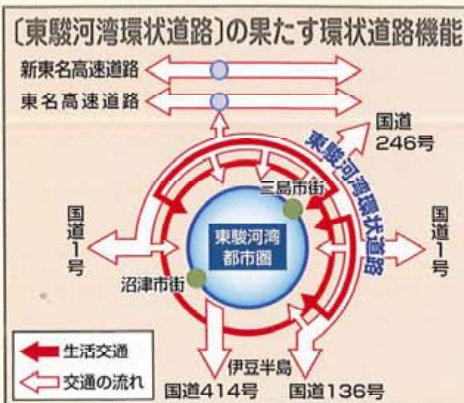 〔東駿河湾環状道路〕の果たす環状道路機能
新東名高速道路
東名高速道路
国道
246号
東駿河湾環状道路
三島市街
国道1号
東駿河湾
都市圏
国道1号
沼津市街
生活交通
交通の流れ
伊豆半島
国道414号
国道136号